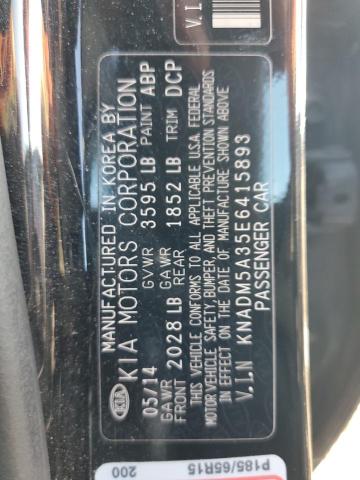 V.I.
MANUFACTURED IN KOREA BY
KIA KIA MOTORS CORPORATION
05/14 GVWR 3595 LB PAINT ABP
GAWR FRONT 2028 LB GAWR REAR 1852 LB TRIM DCP
THIS VEHICLE CONFORMS TO ALL APPLICABLE U.S.A. FEDERAL
MOTOR VEHICLE SAFETY BUMPER, AND THEFT PREVENTION STANDARDS
IN EFFECT ON THE DATE OF MANUFACTURE SHOWN ABOVE
V.I.N KNADM5A35E6415893
PASSENGER CAR
P185/65R15
200